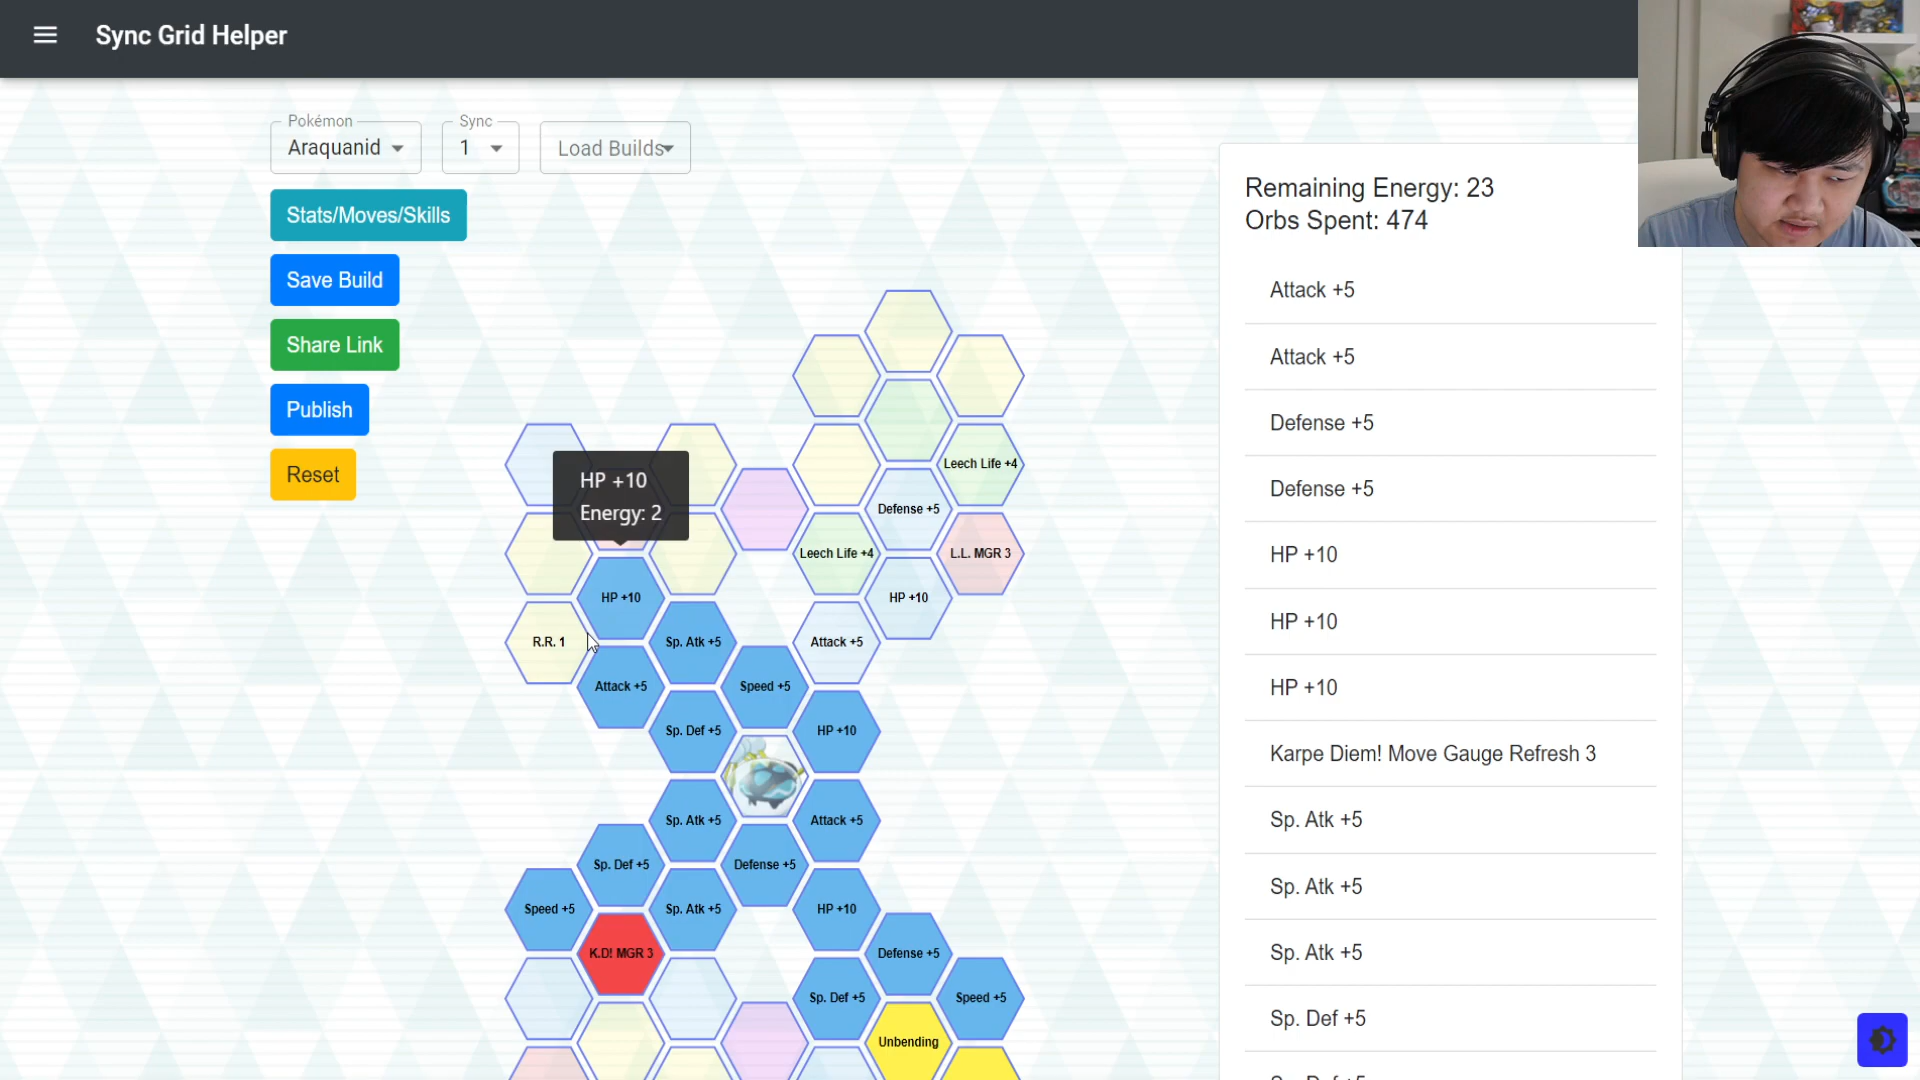 Sync Grid Helper
Pokémon
Araquanid
Sync
1
Load Builds
Stats/Moves/Skills
Save Build
Share Link
Publish
Reset
Remaining Energy: 23
Orbs Spent: 474
Attack +5
Attack +5
Defense +5
Defense +5
HP +10
HP +10
HP +10
Karpe Diem! Move Gauge Refresh 3
Sp. Atk +5
Sp. Atk +5
Sp. Atk +5
Sp. Def +5
HP +10
Energy: 2
Leech Life +4
Defense +5
Leech Life +4
L.L. MGR 3
HP +10
HP +10
R.R. 1
Sp. Atk +5
Attack +5
Attack +5
Speed +5
Sp. Def +5
HP +10
Sp. Atk +5
Attack +5
Sp. Def +5
Defense +5
Speed +5
Sp. Atk +5
HP +10
K.D! MGR 3
Defense +5
Sp. Def +5
Speed +5
Unbending